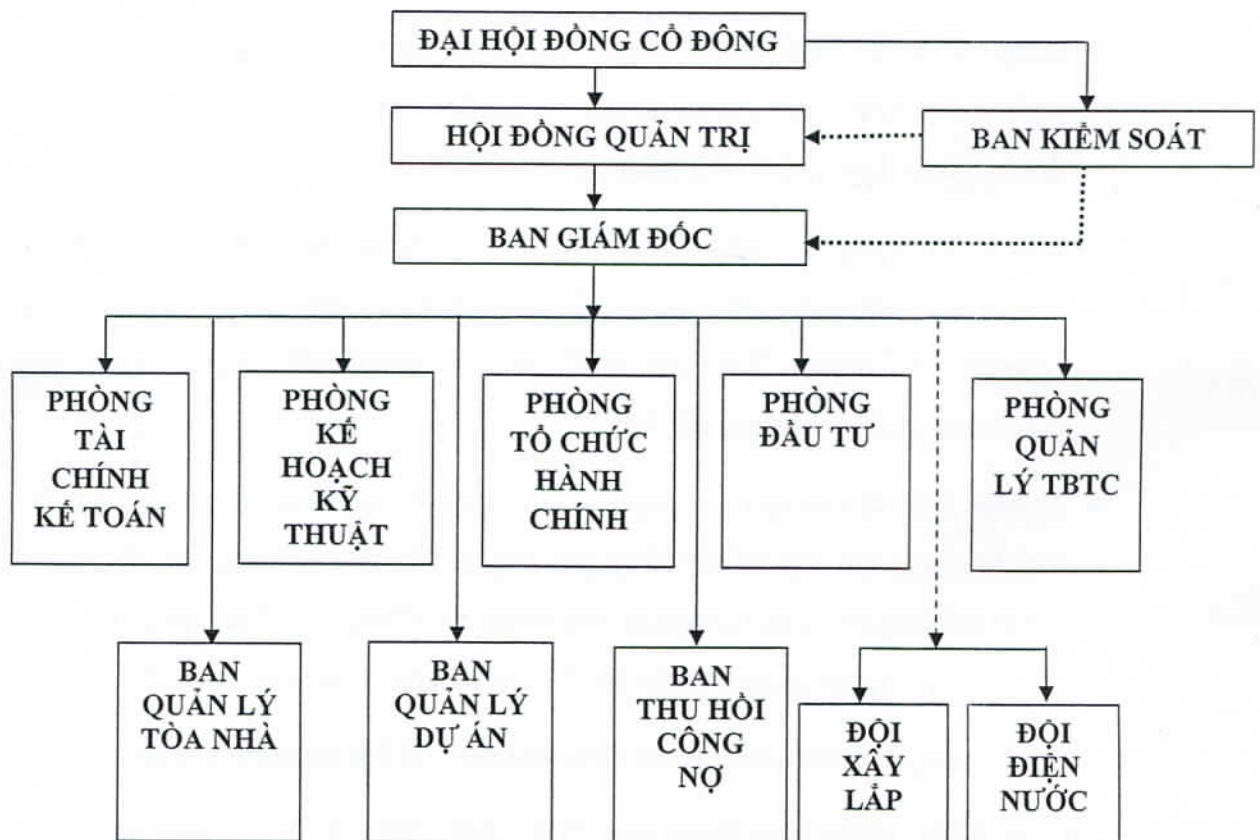 ĐẠI HỘI ĐỒNG CỔ ĐÔNG
HỘI ĐỒNG QUẢN TRỊ
BAN KIỂM SOÁT
BAN GIÁM ĐỐC
PHÒNG
TÀI
CHÍNH
KẾ TOÁN
PHÒNG
KẾ
HOẠCH
KỸ
THUẬT
PHÒNG
TỔ CHỨC
HÀNH
CHÍNH
PHÒNG
ĐẦU TƯ
PHÒNG
QUẢN
LÝ TBTC
BAN
QUẢN LÝ
TÒA NHÀ
BAN
QUẢN LÝ
DỰ ÁN
BAN
THU HỒI
CÔNG
NỢ
ĐỘI
XÂY
LẮP
ĐỘI
ĐIỆN
NƯỚC